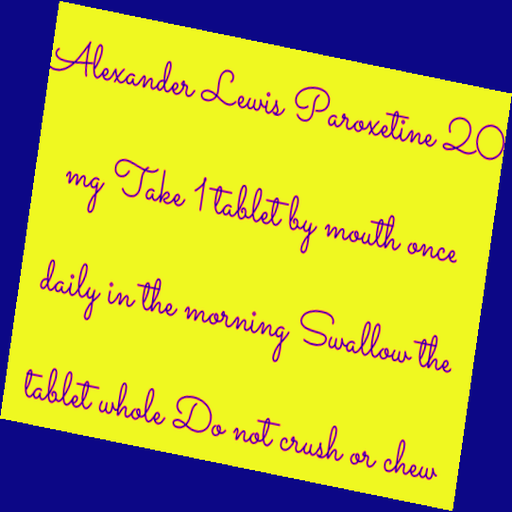 Alexander Lewis Paroxetine 20
mg Take 1 tablet by mouth once
daily in the morning Swallow the
tablet whole Do not crush or chew